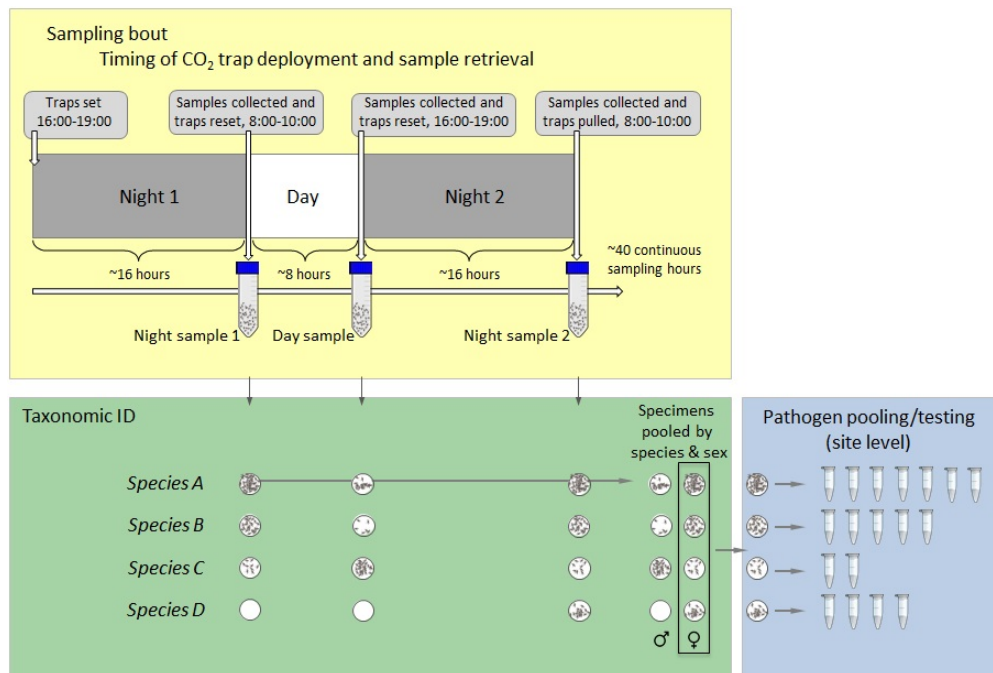 Sampling bout
Timing of CO₂ trap deployment and sample retrieval
Traps set
16:00-19:00
Samples collected and
traps reset, 8:00-10:00
Samples collected and
traps reset, 16:00-19:00
Samples collected and
traps pulled, 8:00-10:00
Night 1
Day
Night 2
~16 hours
~8 hours
~16 hours
~40 continuous
sampling hours
Night sample 1
Day sample
Night sample 2
Taxonomic ID
Specimens
pooled by
species & sex
Species A
Species B
Species C
Species D
♂ ♀
Pathogen pooling/testing
(site level)